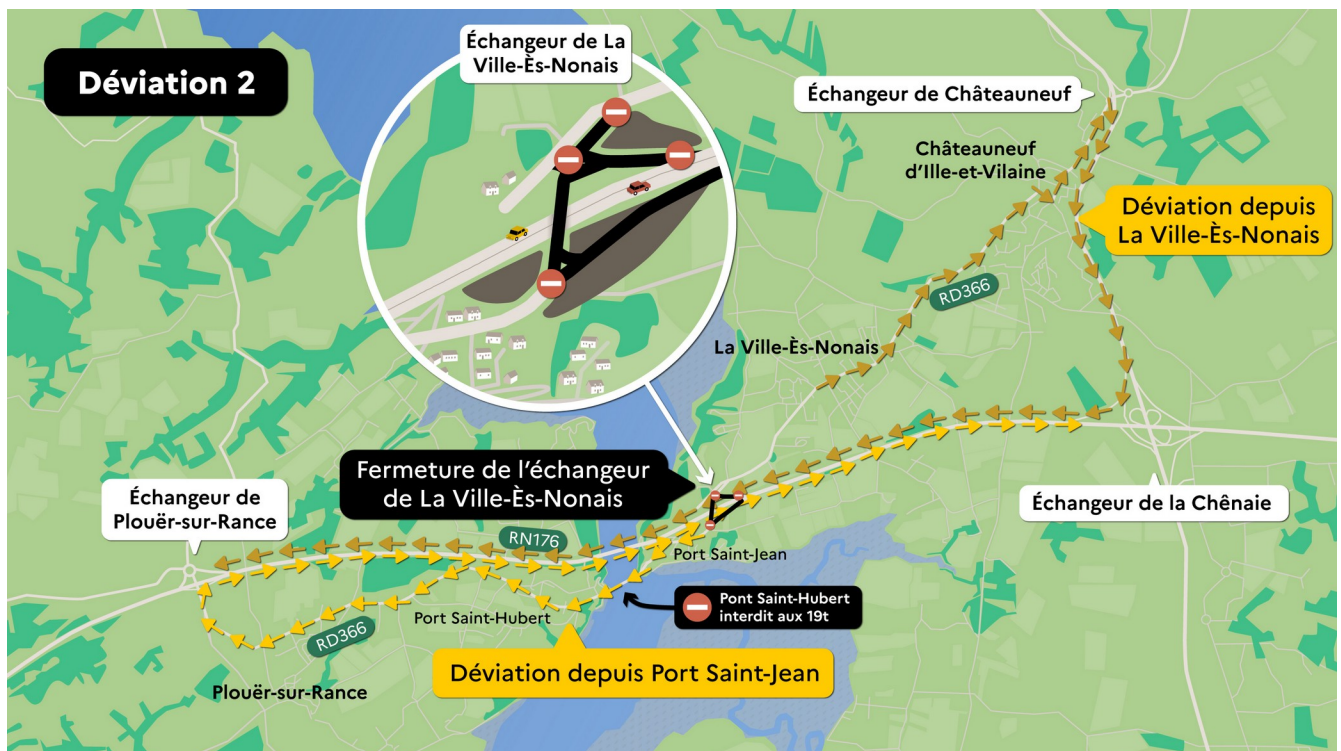 Déviation 2
Échangeur de La
Ville-Ès-Nonais
Échangeur de Châteauneuf
Châteauneuf
d'Ille-et-Vilaine
Déviation depuis
La Ville-Ès-Nonais
RD366
La Ville-Ès-Nonais
Fermeture de l'échangeur
de La Ville-Ès-Nonais
Échangeur de
Plouër-sur-Rance
Échangeur de la Chênaie
RN176
Port Saint-Jean
Pont Saint-Hubert
interdit aux 19t
Port Saint-Hubert
RD366
Déviation depuis Port Saint-Jean
Plouër-sur-Rance